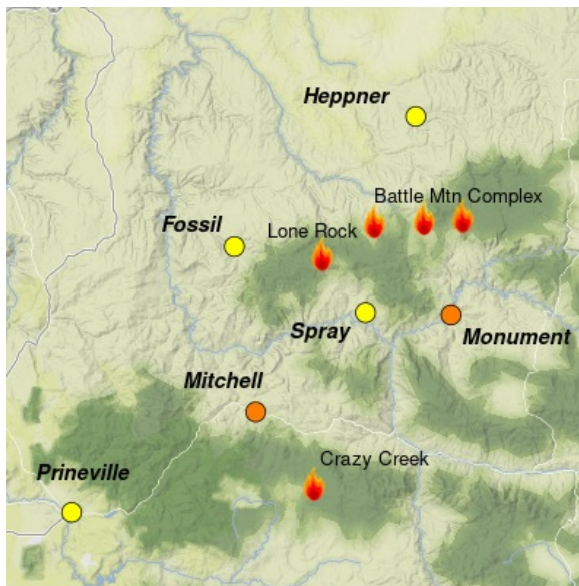 Heppner
Battle Mtn Complex
Fossil
Lone Rock
Spray
Monument
Mitchell
Crazy Creek
Prineville